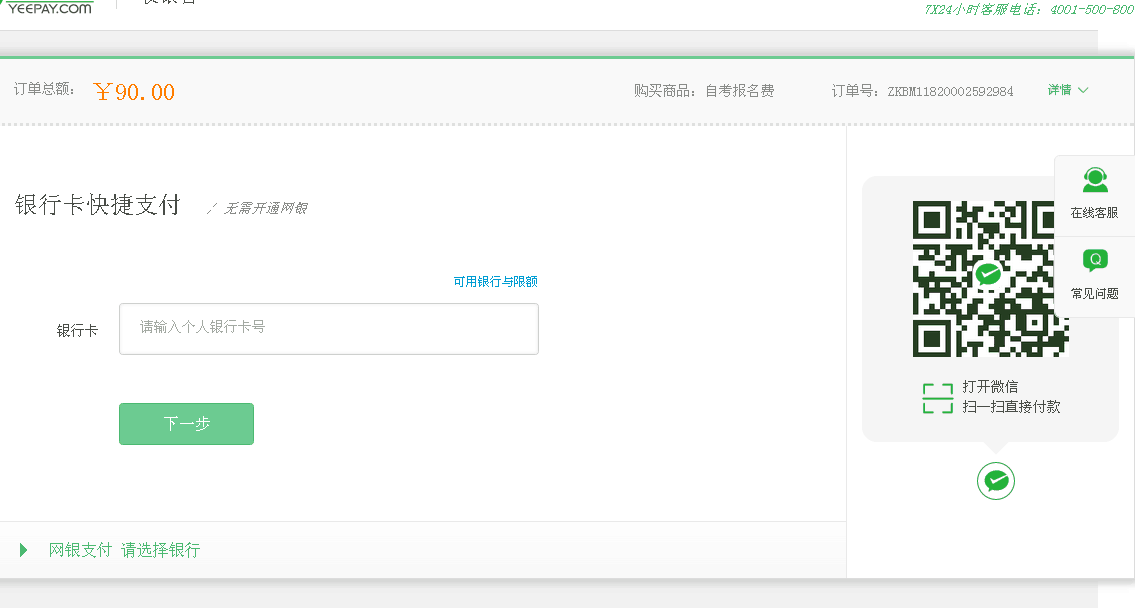 YEEPAY.COM
7X24小时客服电话：4001-500-800
订单总额： ￥90.00 购买商品：自考报名费 订单号：ZKBM11820002592984 详情
银行卡快捷支付 无需开通网银
可用银行与限额
银行卡 请输入个人银行卡号
下一步
网银支付 请选择银行
在线客服
常见问题
打开微信
扫一扫直接付款